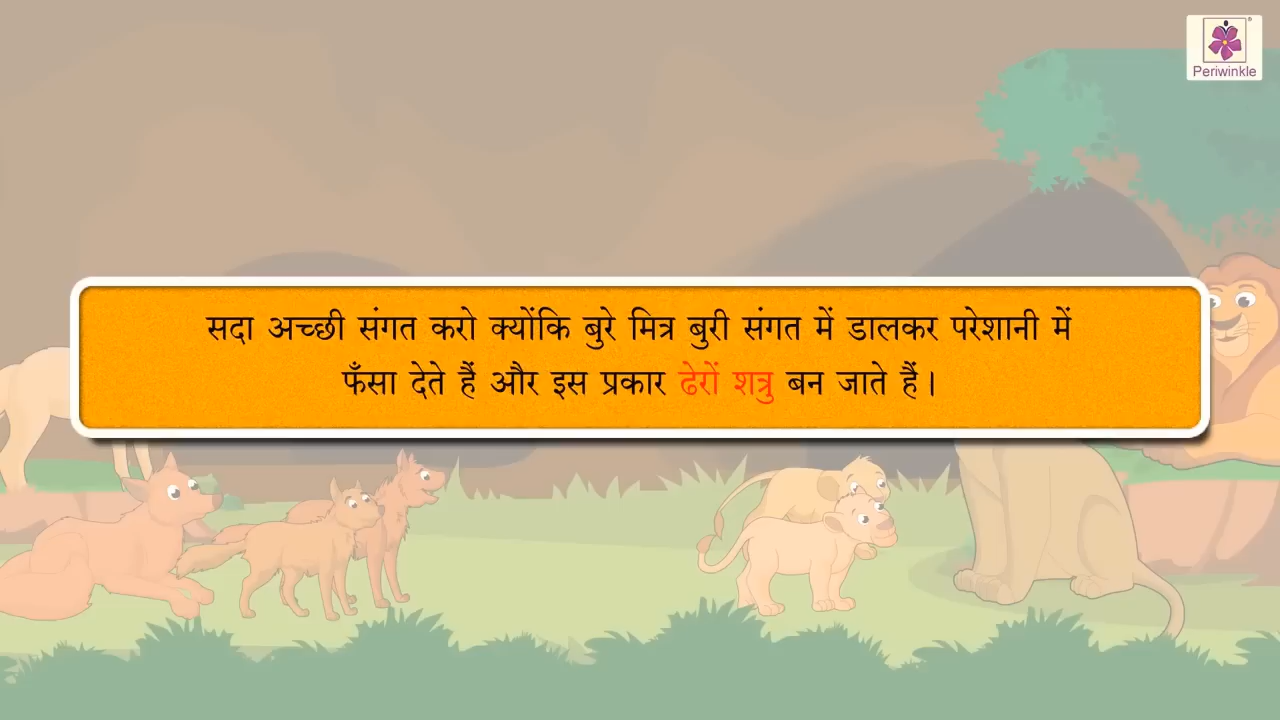 Periwinkle
सदा अच्छी संगत करो क्योंकि बुरे मित्र बुरी संगत में डालकर परेशानी में
फँसा देते हैं और इस प्रकार ढेरों शत्रु बन जाते हैं।